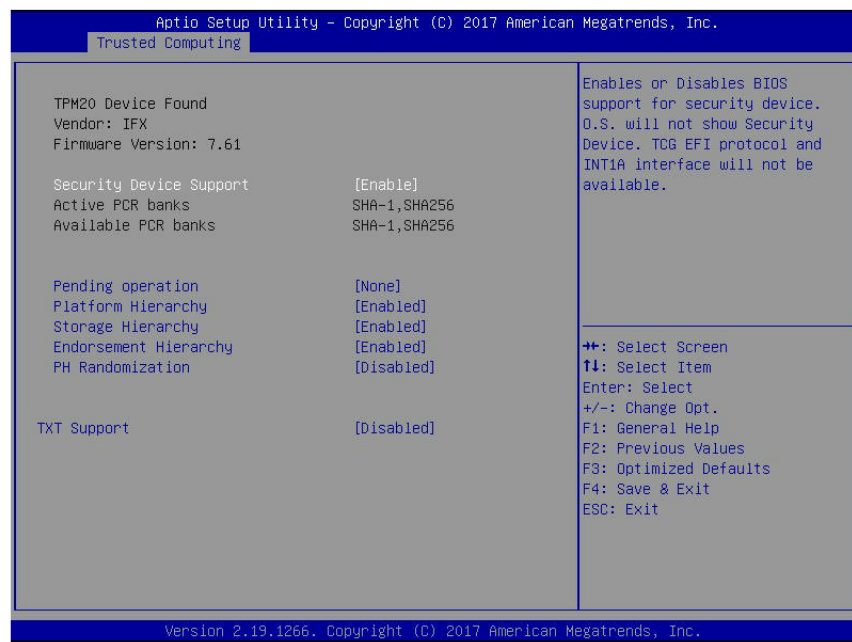 Aptio Setup Utility – Copyright (C) 2017 American Megatrends, Inc.
Trusted Computing
TPM20 Device Found
Vendor: IFX
Firmware Version: 7.61
Security Device Support [Enable]
Active PCR banks SHA-1,SHA256
Available PCR banks SHA-1,SHA256
Pending operation [None]
Platform Hierarchy [Enabled]
Storage Hierarchy [Enabled]
Endorsement Hierarchy [Enabled]
PH Randomization [Disabled]
TXT Support [Disabled]
Enables or Disables BIOS
support for security device.
O.S. will not show Security
Device. TCG EFI protocol and
INT1A interface will not be
available.
→←: Select Screen
↑↓: Select Item
Enter: Select
+/-: Change Opt.
F1: General Help
F2: Previous Values
F3: Optimized Defaults
F4: Save & Exit
ESC: Exit
Version 2.19.1266. Copyright (C) 2017 American Megatrends, Inc.